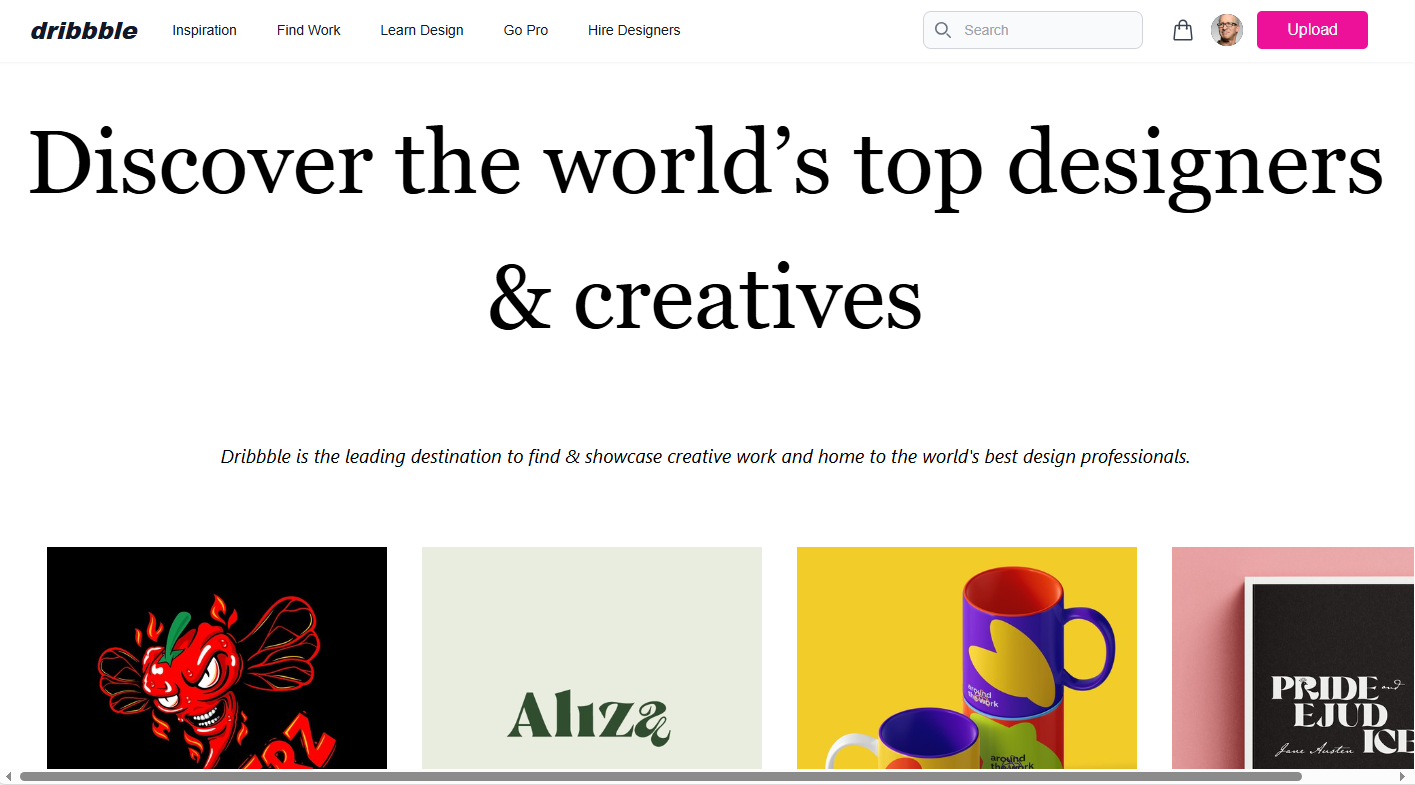 dribbble Inspiration Find Work Learn Design Go Pro Hire Designers Search Upload
Discover the world’s top designers
& creatives
Dribbble is the leading destination to find & showcase creative work and home to the world's best design professionals.
Aliza
around
the work
around
the work
PRIDE and
EJUD
ICE
Jane Austen